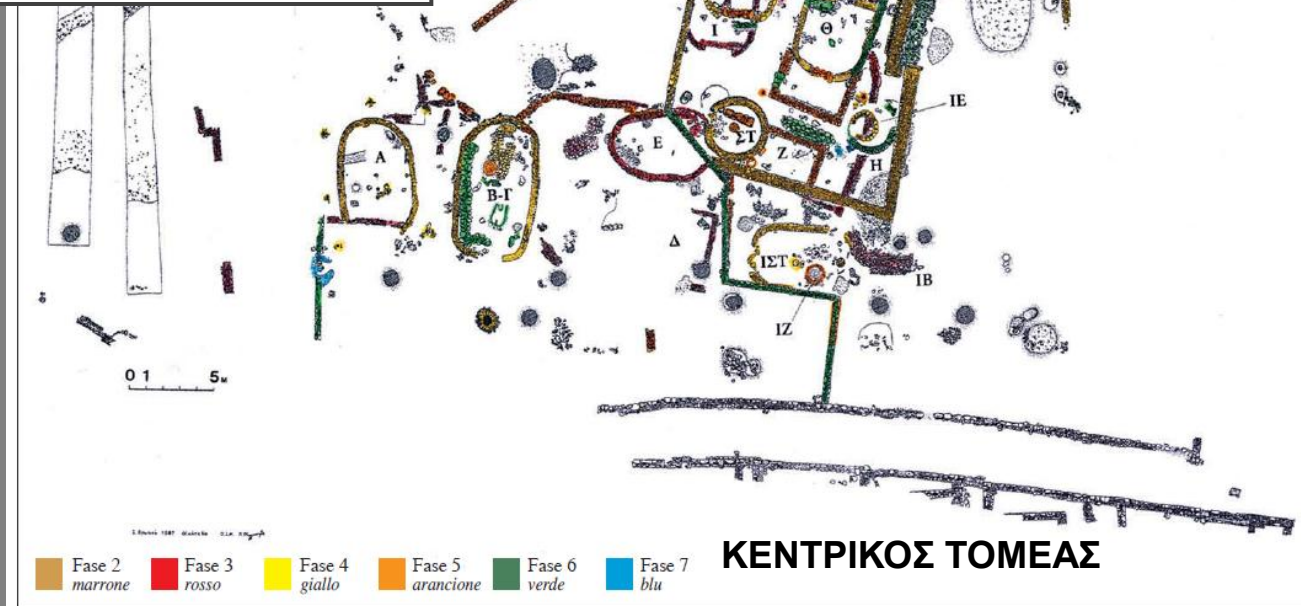 Ι
Θ
ΙΕ
Α
Β-Γ
Ε
ΣΤ
Ζ
Η
Δ
ΙΣΤ
ΙΒ
ΙΖ
0 1 5Μ
ΚΕΝΤΡΙΚΟΣ ΤΟΜΕΑΣ
Fase 2 Fase 3 Fase 4 Fase 5 Fase 6 Fase 7
marrone rosso giallo arancione verde blu